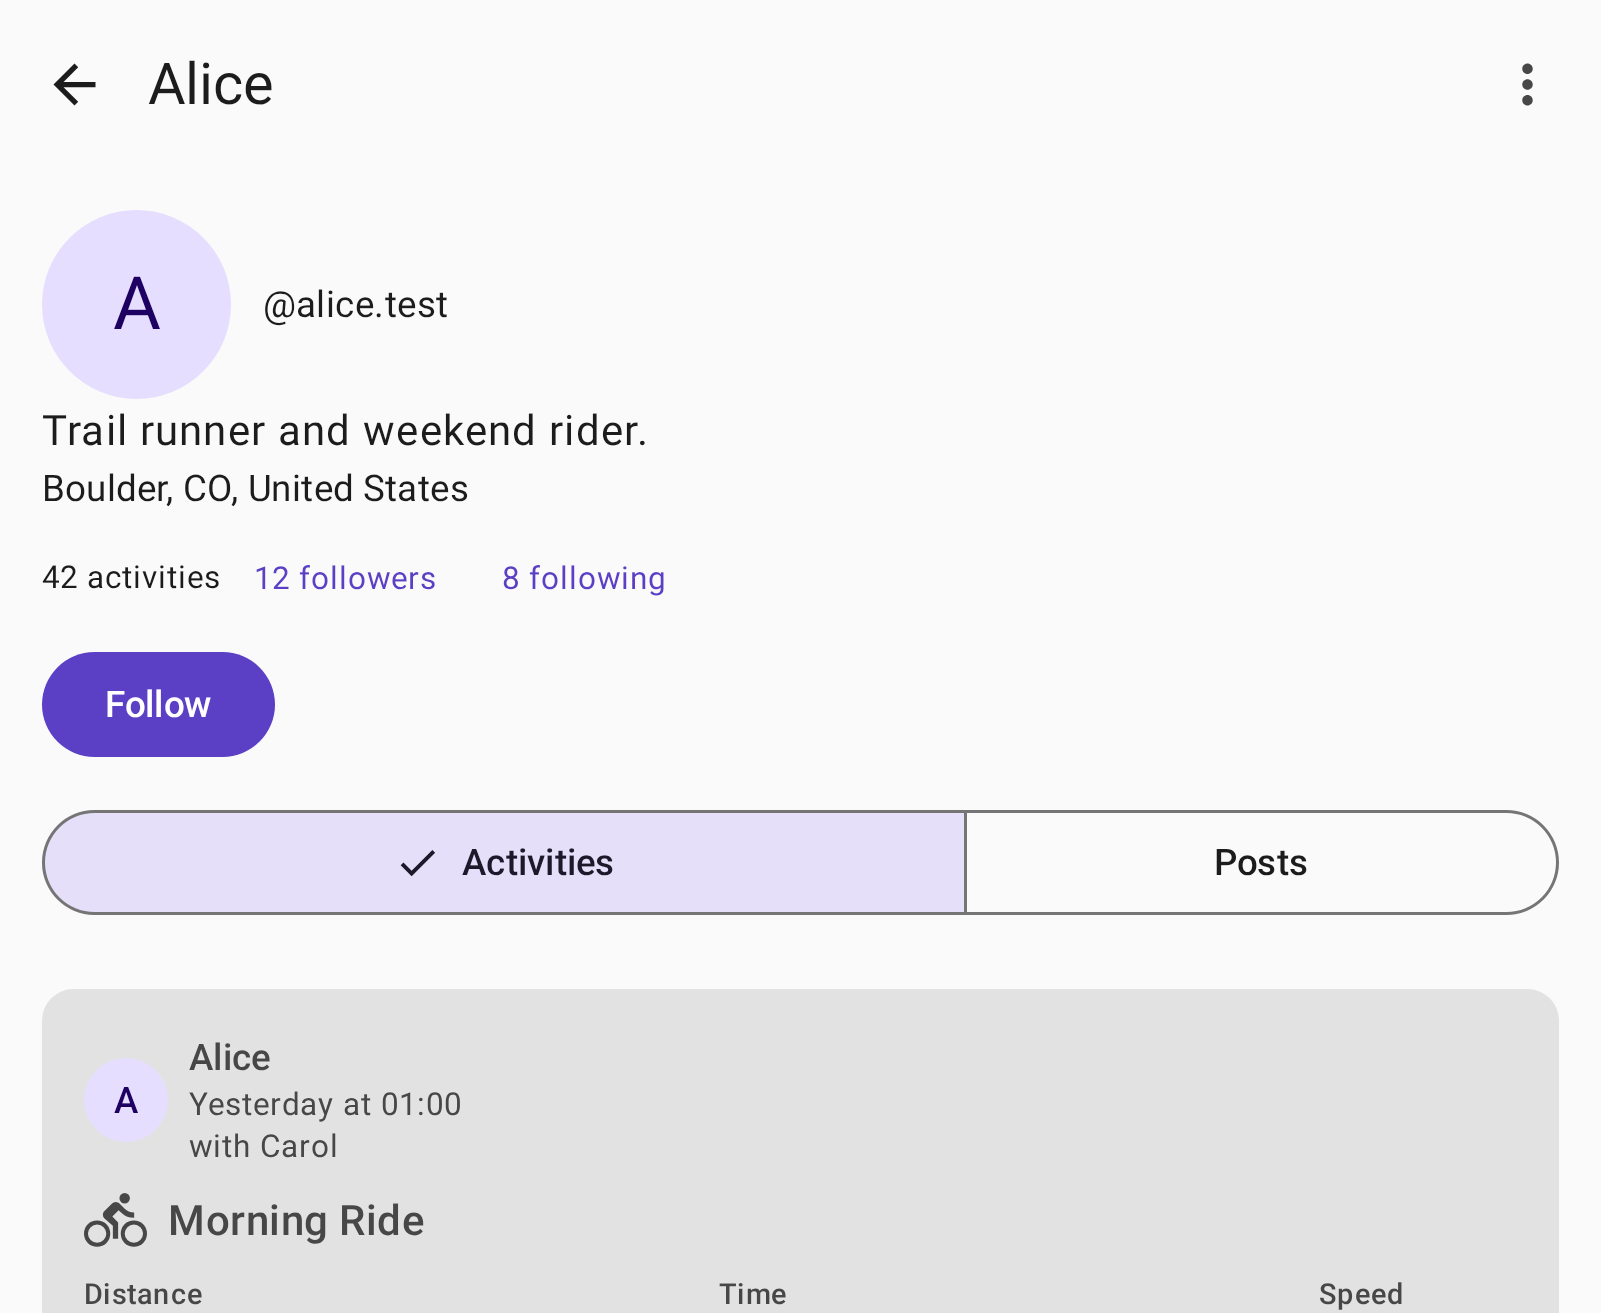 Alice
A
@alice.test
Trail runner and weekend rider.
Boulder, CO, United States
42 activities 12 followers 8 following
Follow
Activities Posts
Alice
A
Yesterday at 01:00
with Carol
Morning Ride
Distance Time Speed